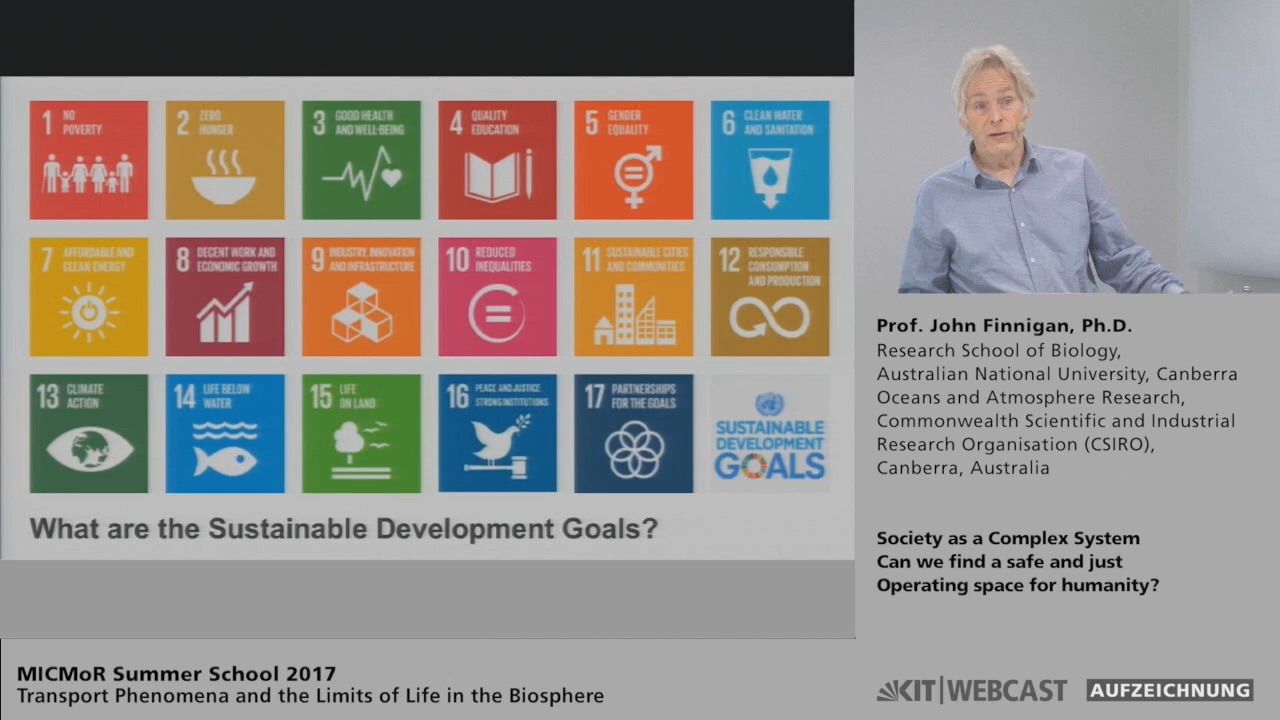 1 NO
POVERTY
2 ZERO
HUNGER
3 GOOD HEALTH
AND WELL-BEING
4 QUALITY
EDUCATION
5 GENDER
EQUALITY
6 CLEAN WATER
AND SANITATION
7 AFFORDABLE AND
CLEAN ENERGY
8 DECENT WORK AND
ECONOMIC GROWTH
9 INDUSTRY, INNOVATION
AND INFRASTRUCTURE
10 REDUCED
INEQUALITIES
11 SUSTAINABLE CITIES
AND COMMUNITIES
12 RESPONSIBLE
CONSUMPTION
AND PRODUCTION
13 CLIMATE
ACTION
14 LIFE BELOW
WATER
15 LIFE
ON LAND
16 PEACE AND JUSTICE
STRONG INSTITUTIONS
17 PARTNERSHIPS
FOR THE GOALS
SUSTAINABLE
DEVELOPMENT
GOALS
What are the Sustainable Development Goals?
Prof. John Finnigan, Ph.D.
Research School of Biology,
Australian National University, Canberra
Oceans and Atmosphere Research,
Commonwealth Scientific and Industrial
Research Organisation (CSIRO),
Canberra, Australia
Society as a Complex System
Can we find a safe and just
Operating space for humanity?
MICMoR Summer School 2017
Transport Phenomena and the Limits of Life in the Biosphere
KIT|WEBCAST AUFZEICHNUNG